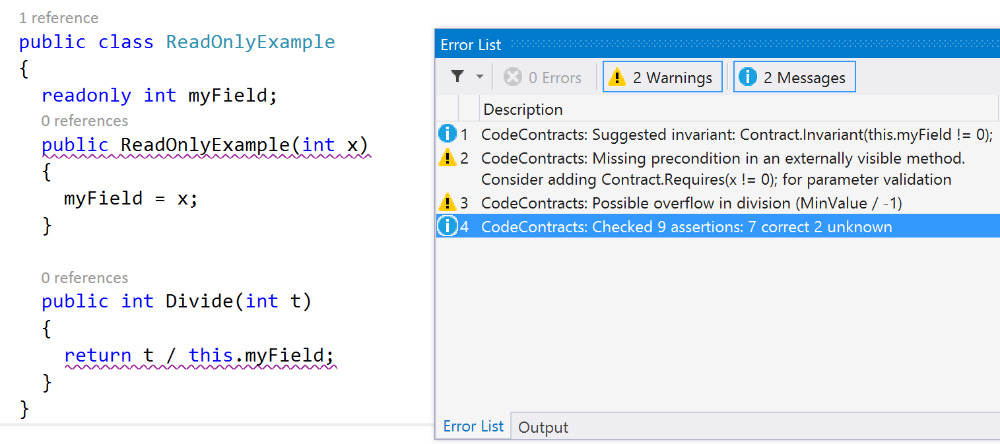 1 reference
public class ReadOnlyExample
{
readonly int myField;
0 references
public ReadOnlyExample(int x)
{
myField = x;
}
0 references
public int Divide(int t)
{
return t / this.myField;
}
}
Error List
0 Errors
2 Warnings
2 Messages
Description
1 CodeContracts: Suggested invariant: Contract.Invariant(this.myField != 0);
2 CodeContracts: Missing precondition in an externally visible method.
Consider adding Contract.Requires(x != 0); for parameter validation
3 CodeContracts: Possible overflow in division (MinValue / -1)
4 CodeContracts: Checked 9 assertions: 7 correct 2 unknown
Error List
Output